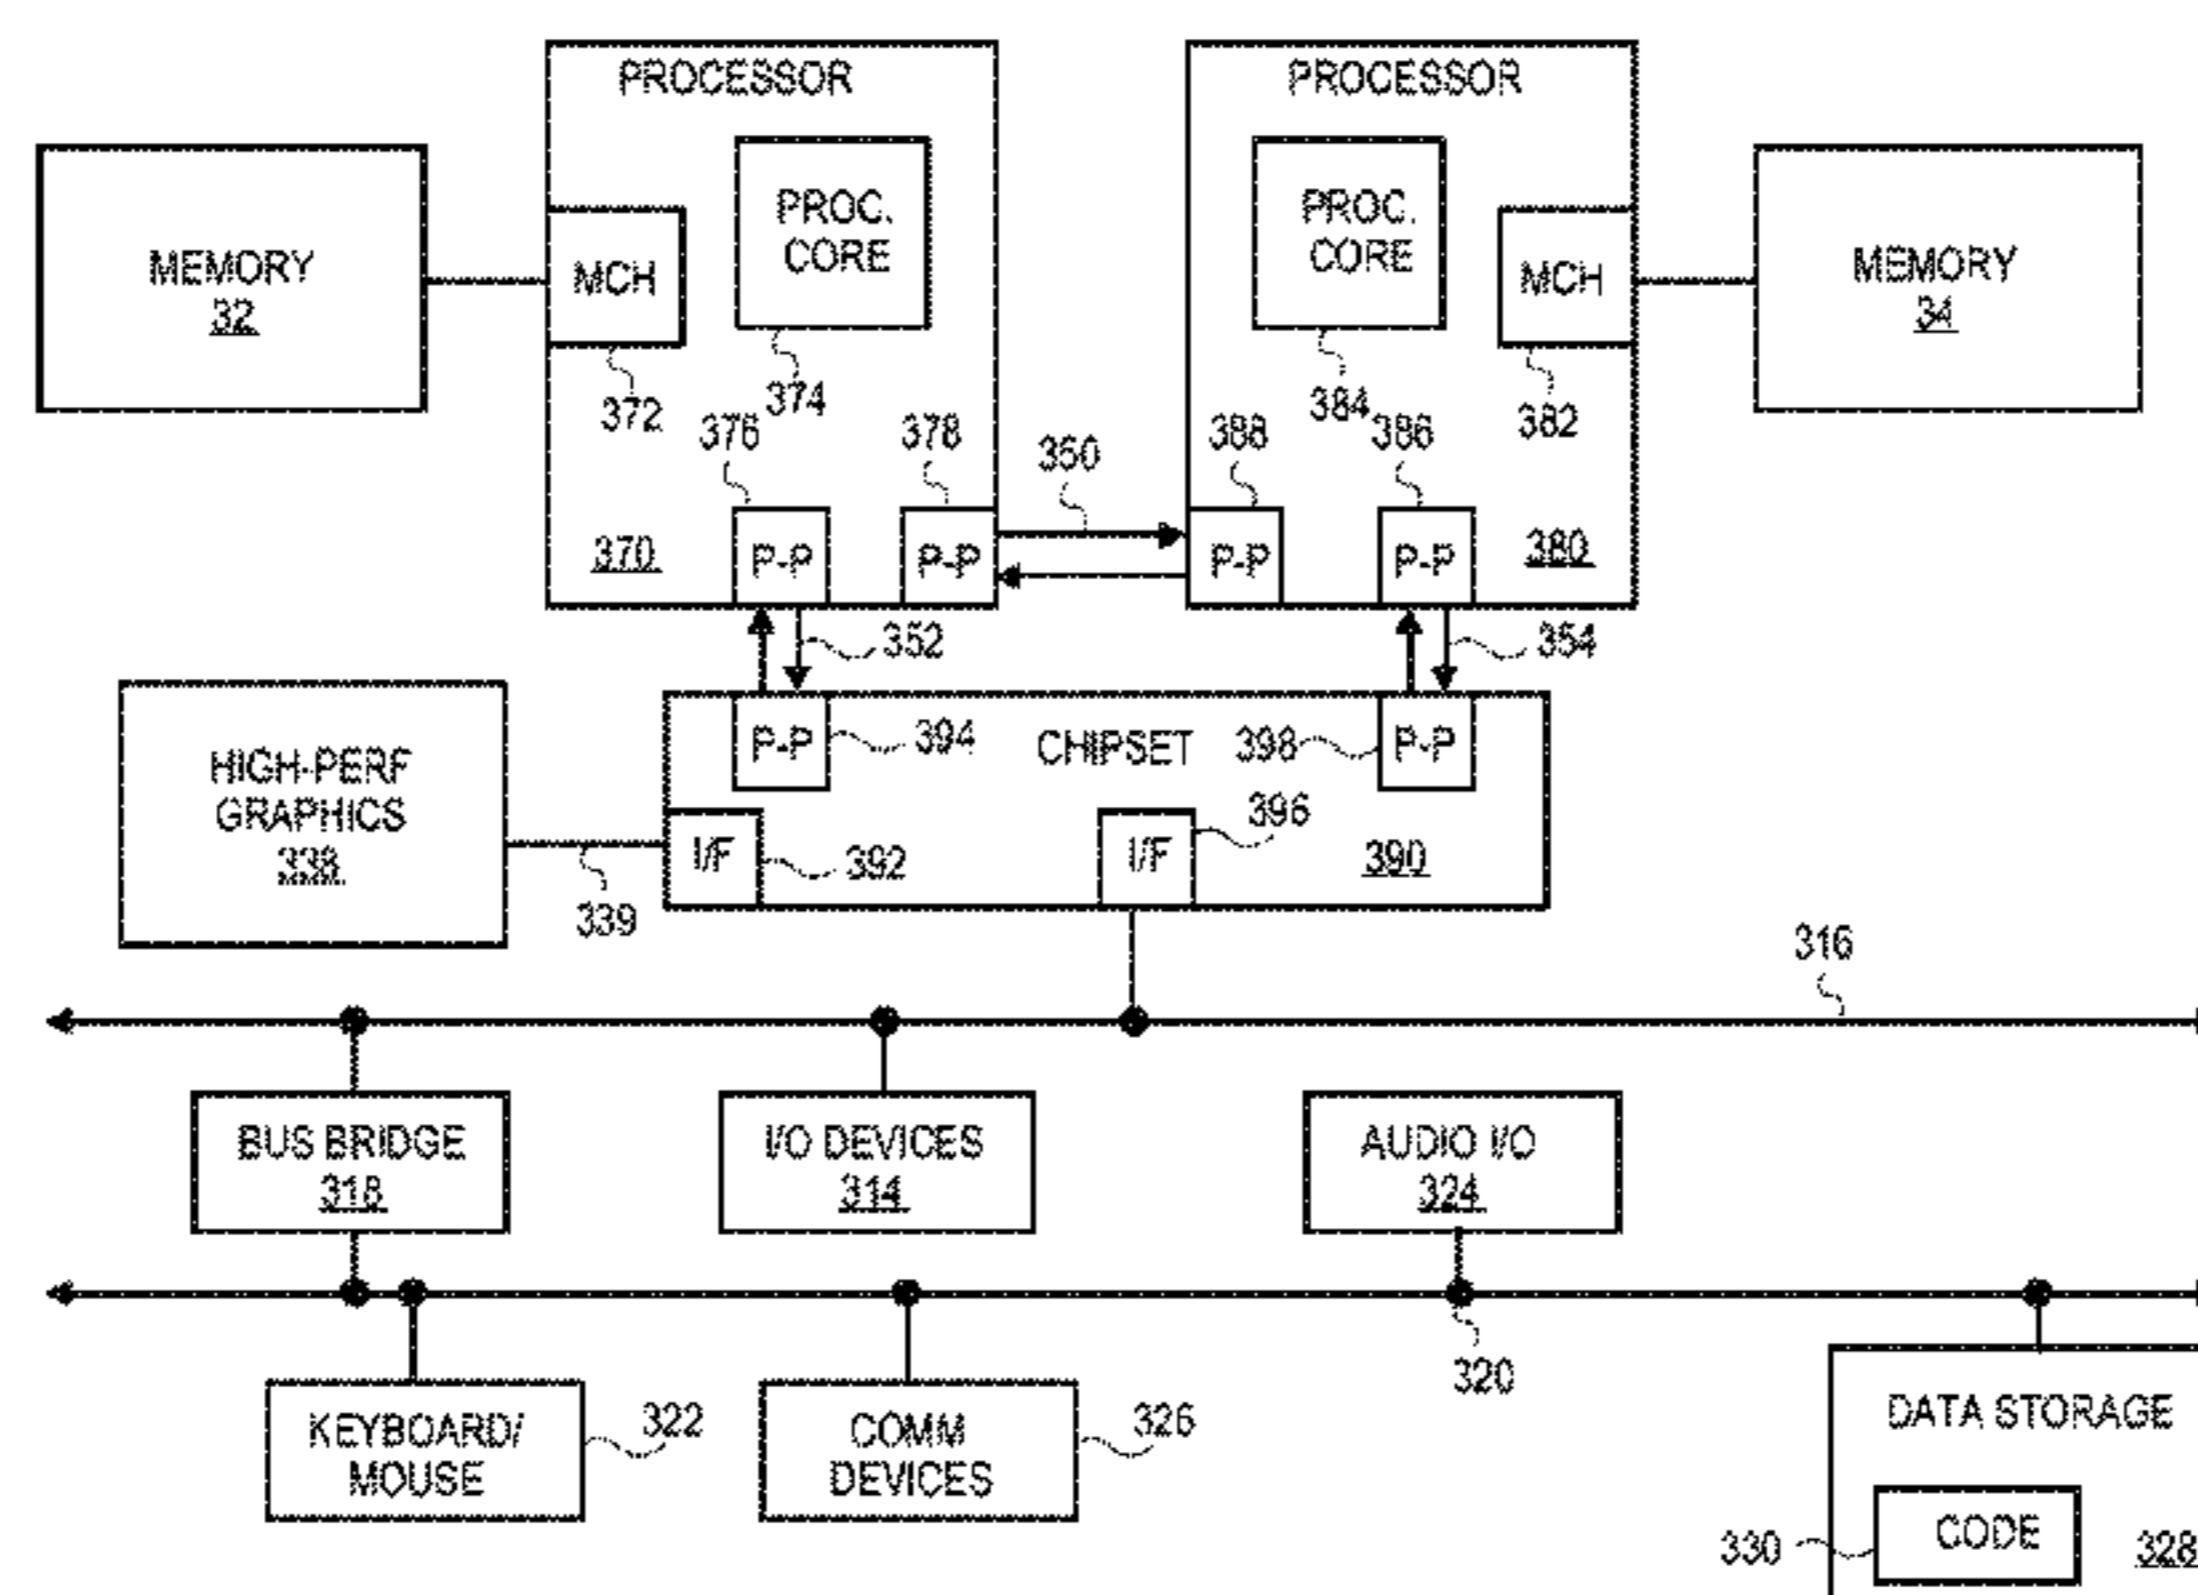 PROCESSOR
PROCESSOR
PROC.
CORE
PROC.
CORE
MEMORY
32
MCH
MCH
MEMORY
34
372
374
384
382
376
378
350
388
386
370
P-P
P-P
P-P
P-P
380
352
354
HIGH-PERF
GRAPHICS
338
P-P
394
CHIPSET
398
P-P
396
I/F
392
I/F
390
339
316
BUS BRIDGE
318
I/O DEVICES
314
AUDIO I/O
324
320
KEYBOARD/
MOUSE
322
COMM
DEVICES
326
DATA STORAGE
330
CODE
328